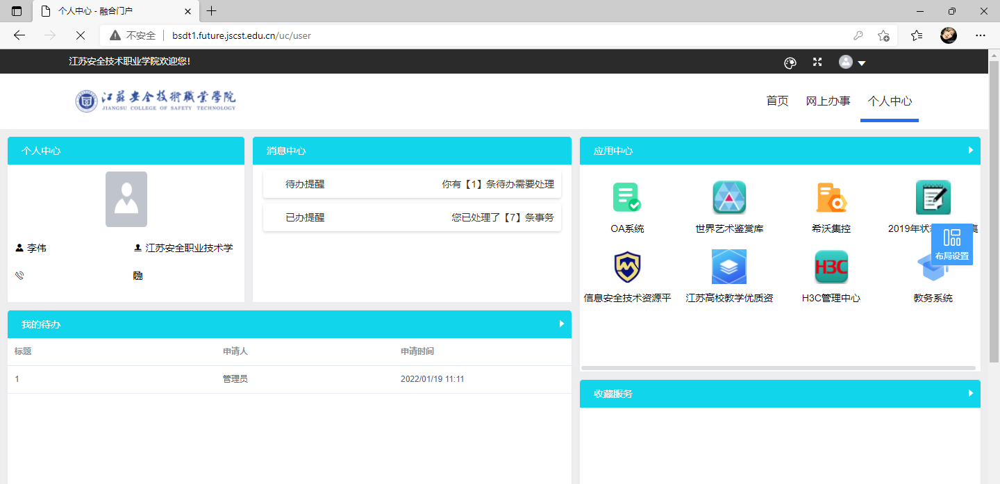 个人中心 - 融合门户
不安全 bsdt1.future.jscst.edu.cn/uc/user
江苏安全技术职业学院欢迎您!
江苏安全技術職業學院
JIANGSU COLLEGE OF SAFETY TECHNOLOGY
首页 网上办事 个人中心
个人中心
李伟
江苏安全职业技术学
消息中心
待办提醒 你有【1】条待办需要处理
已办提醒 您已处理了【7】条事务
应用中心
OA系统 世界艺术鉴赏库 希沃集控 2019年状
布局设置
信息安全技术资源平 江苏高校教学优质资 H3C管理中心 教务系统
H3C
我的待办
标题 申请人 申请时间
1 管理员 2022/01/19 11:11
收藏服务